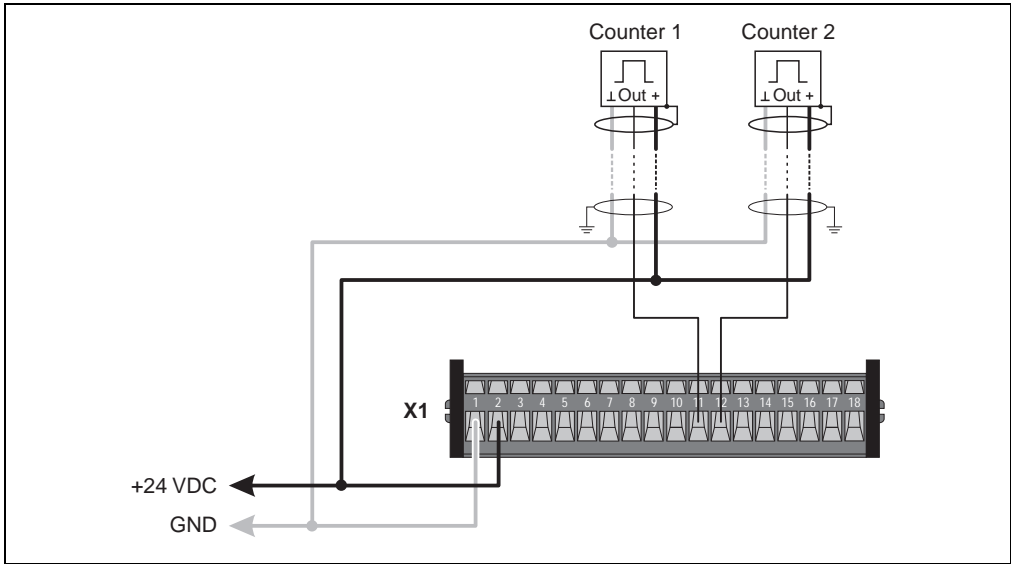 Counter 1
Counter 2
⊥ Out +
⊥ Out +
X1
1 2 3 4 5 6 7 8 9 10 11 12 13 14 15 16 17 18
+24 VDC
GND